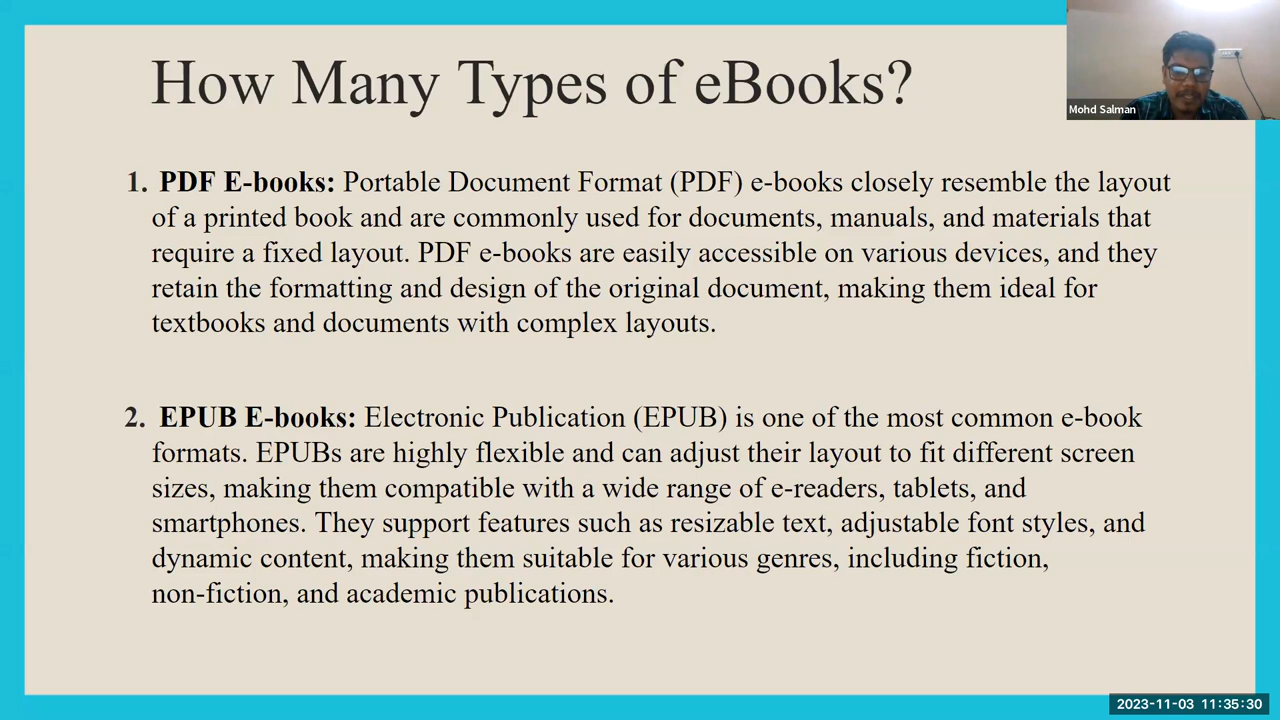 How Many Types of eBooks?
Mohd Salman
1. PDF E-books: Portable Document Format (PDF) e-books closely resemble the layout
of a printed book and are commonly used for documents, manuals, and materials that
require a fixed layout. PDF e-books are easily accessible on various devices, and they
retain the formatting and design of the original document, making them ideal for
textbooks and documents with complex layouts.
2. EPUB E-books: Electronic Publication (EPUB) is one of the most common e-book
formats. EPUBs are highly flexible and can adjust their layout to fit different screen
sizes, making them compatible with a wide range of e-readers, tablets, and
smartphones. They support features such as resizable text, adjustable font styles, and
dynamic content, making them suitable for various genres, including fiction,
non-fiction, and academic publications.
2023-11-03 11:35:30